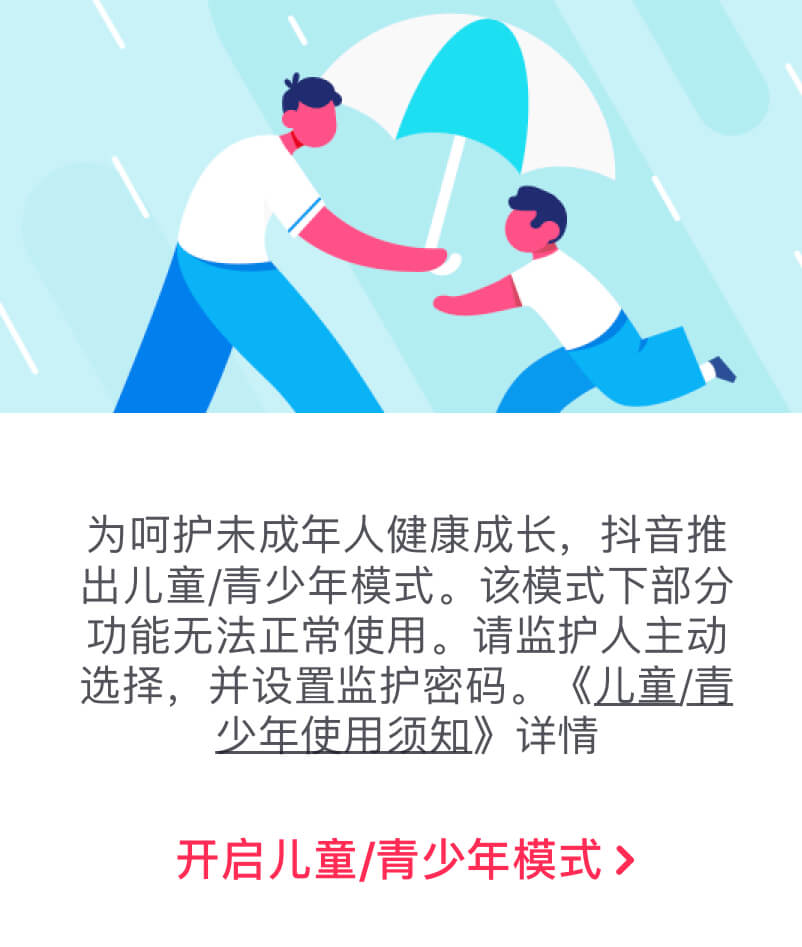 为呵护未成年人健康成长，抖音推
出儿童/青少年模式。该模式下部分
功能无法正常使用。请监护人主动
选择，并设置监护密码。《儿童/青
少年使用须知》详情
开启儿童/青少年模式 >